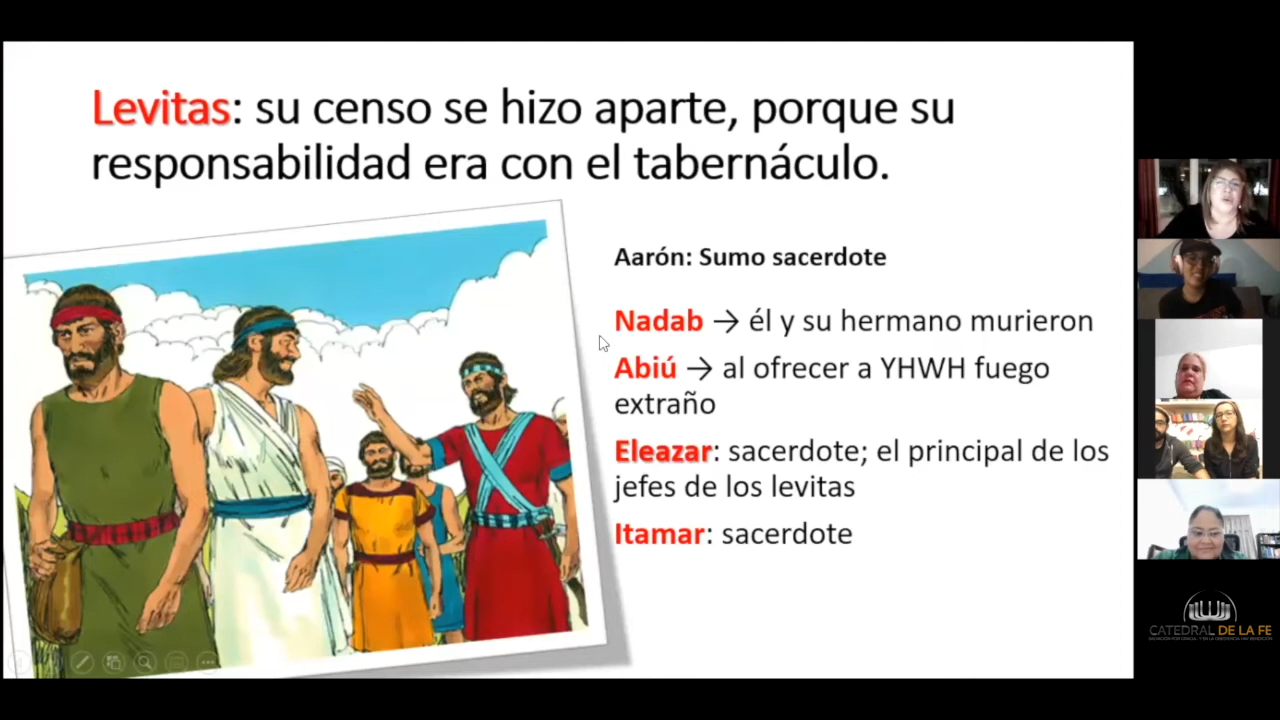 Levitas: su censo se hizo aparte, porque su
responsabilidad era con el tabernáculo.
Aarón: Sumo sacerdote
Nadab → él y su hermano murieron
Abiú → al ofrecer a YHWH fuego
extraño
Eleazar: sacerdote; el principal de los
jefes de los levitas
Itamar: sacerdote
CATEDRAL DE LA FE